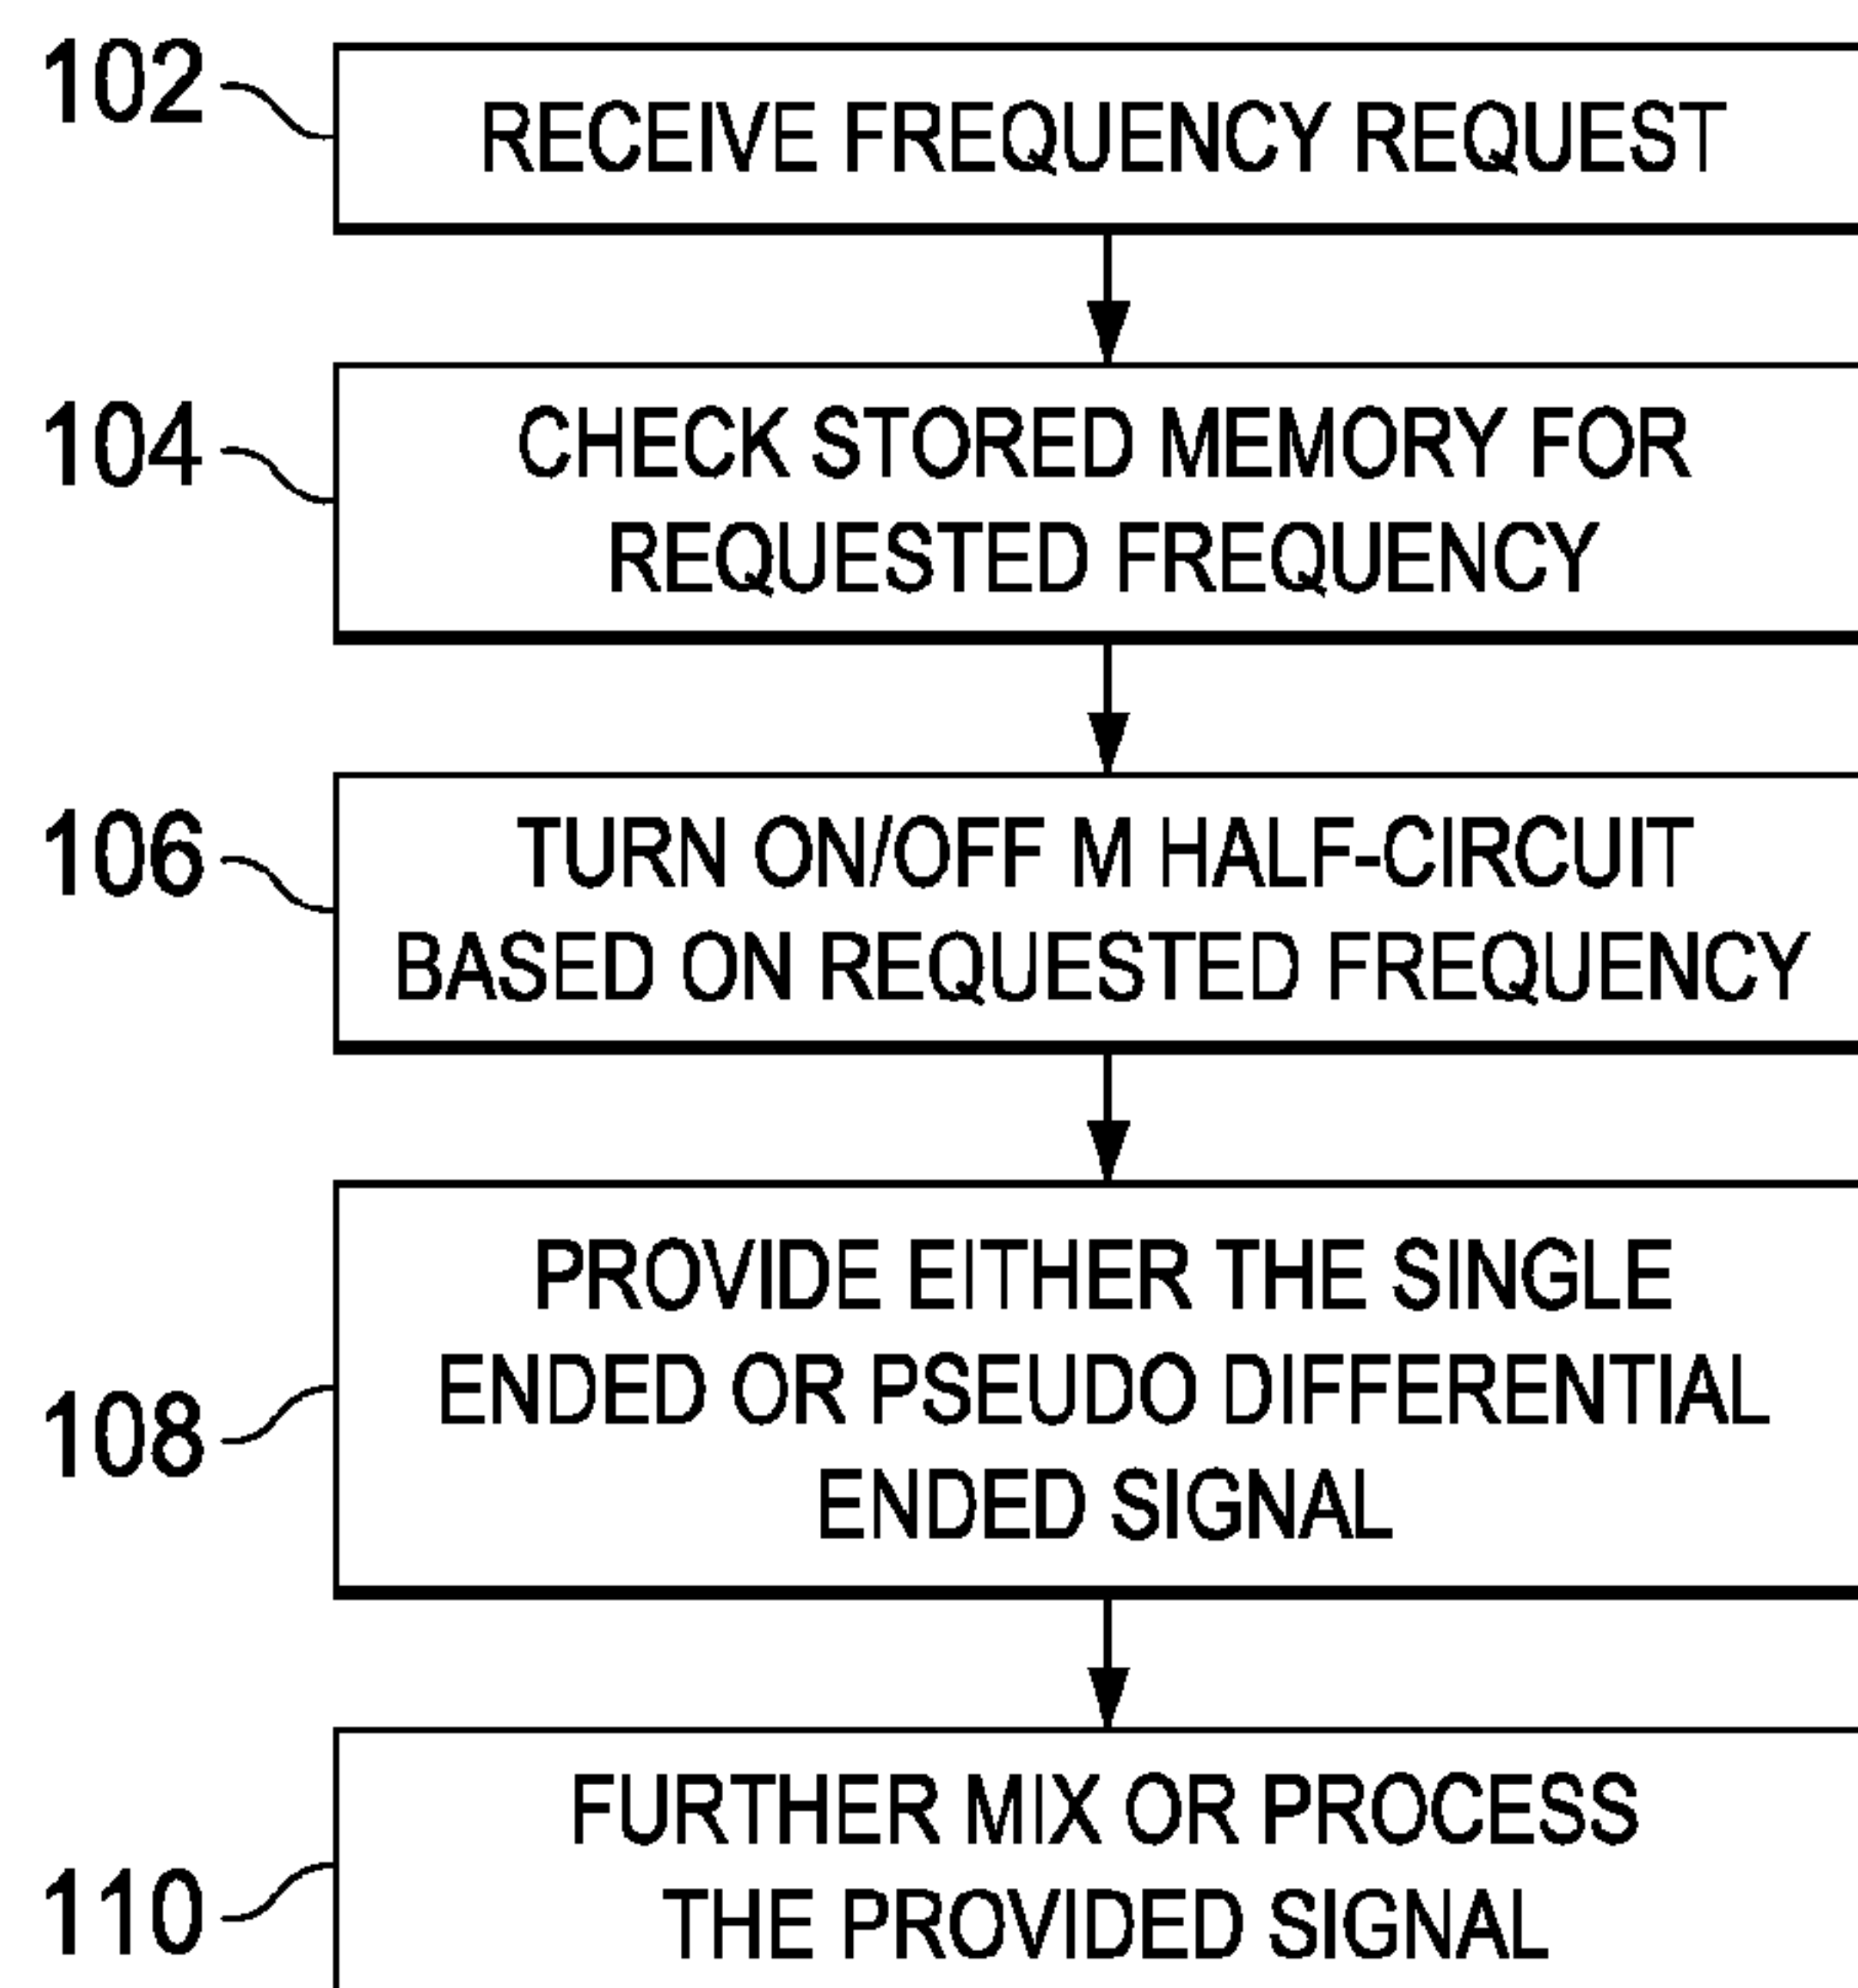 102
RECEIVE FREQUENCY REQUEST
104
CHECK STORED MEMORY FOR
REQUESTED FREQUENCY
106
TURN ON/OFF M HALF-CIRCUIT
BASED ON REQUESTED FREQUENCY
108
PROVIDE EITHER THE SINGLE
ENDED OR PSEUDO DIFFERENTIAL
ENDED SIGNAL
110
FURTHER MIX OR PROCESS
THE PROVIDED SIGNAL